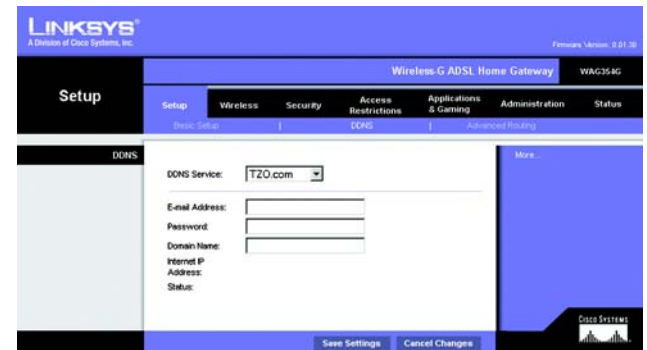 LINKSYS®
A Division of Cisco Systems, Inc.
Firmware Version: 0.01.30
Wireless-G ADSL Home Gateway WAG354G
Setup
Setup Wireless Security Access Restrictions Applications & Gaming Administration Status
Basic Setup | DDNS | Advanced Routing
DDNS
DDNS Service: TZO.com
More...
E-mail Address:
Password:
Domain Name:
Internet IP
Address:
Status:
Save Settings Cancel Changes
CISCO SYSTEMS